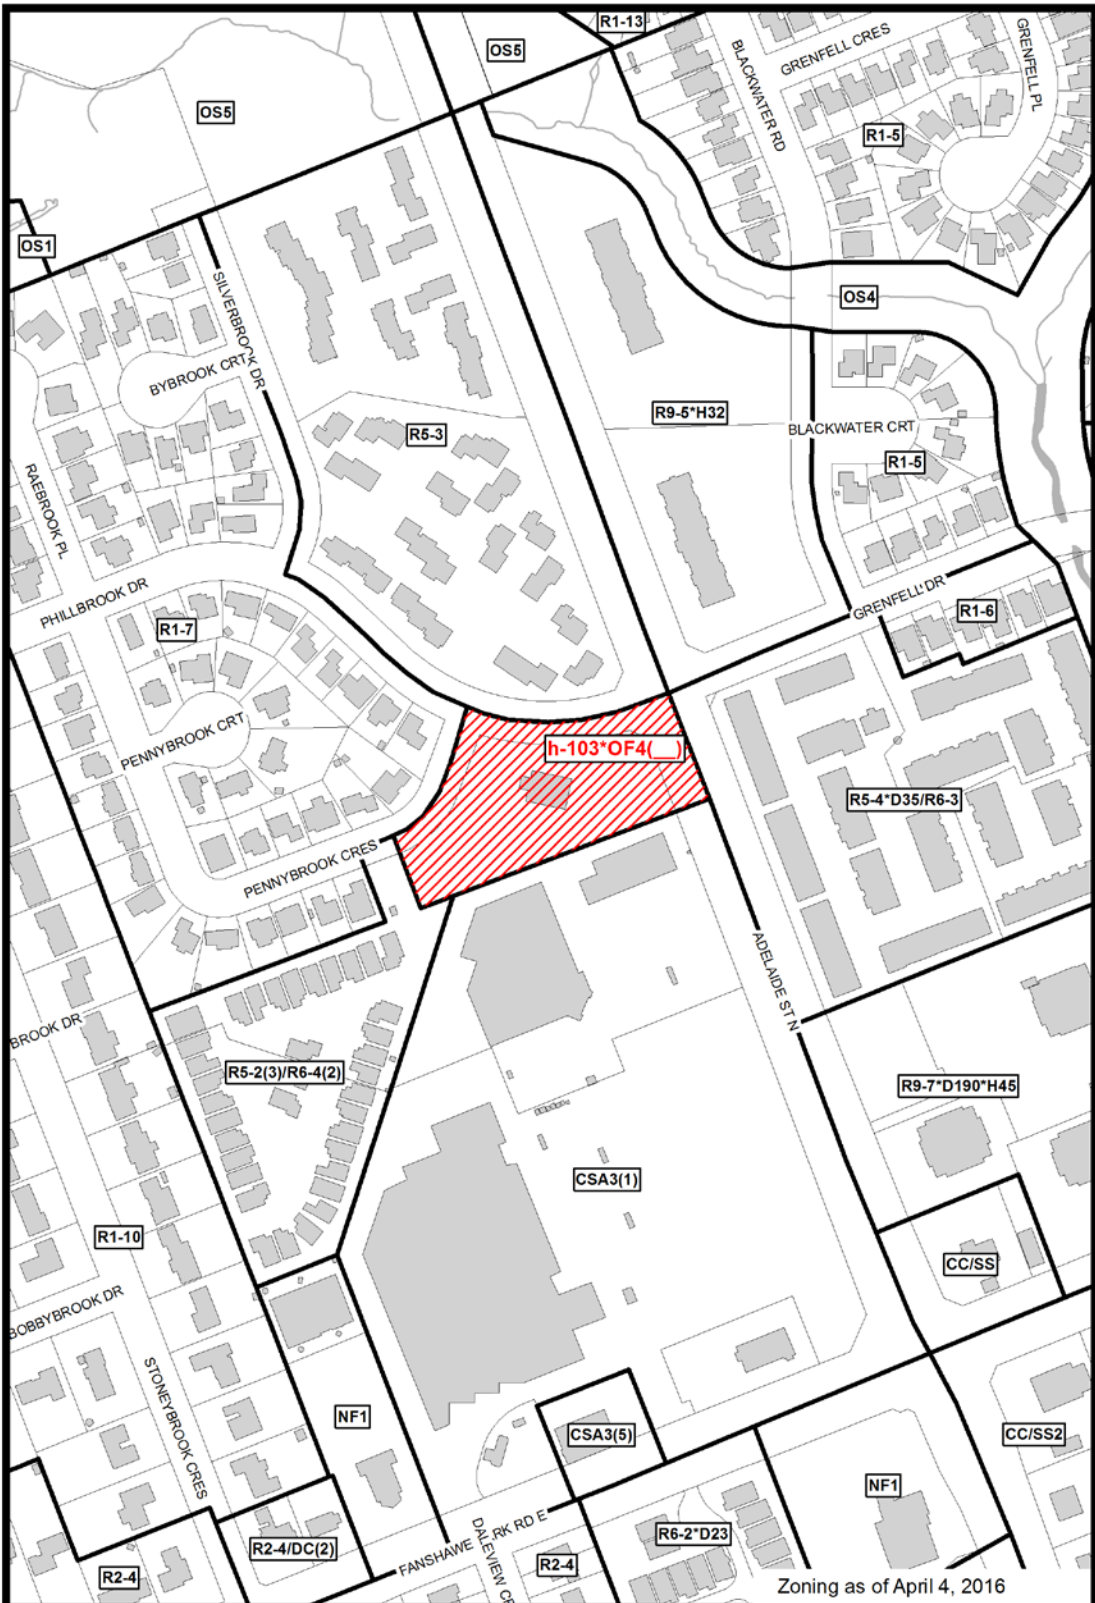 R1-13
OS5
GRENFELL CRES
GRENFELL PL
BLACKWATER RD
OS5
R1-5
OS1
SILVERBROOK DR
OS4
BYBROOK CRT
R9-5*H32
BLACKWATER CRT
R5-3
R1-5
RAEBROOK PL
PHILLBROOK DR
GRENFELL DR
R1-6
R1-7
PENNYBROOK CRT
h-103*OF4(__)
R5-4*D35/R6-3
PENNYBROOK CRES
ADELAIDE ST N
BROOK DR
R5-2(3)/R6-4(2)
R9-7*D190*H45
CSA3(1)
R1-10
CC/SS
BOBBYBROOK DR
STONEYBROOK CRES
NF1
CSA3(5)
CC/SS2
NF1
R2-4/DC(2)
FANSHAWE RK RD E
DALEVIEW CR
R6-2*D23
R2-4
R2-4
Zoning as of April 4, 2016